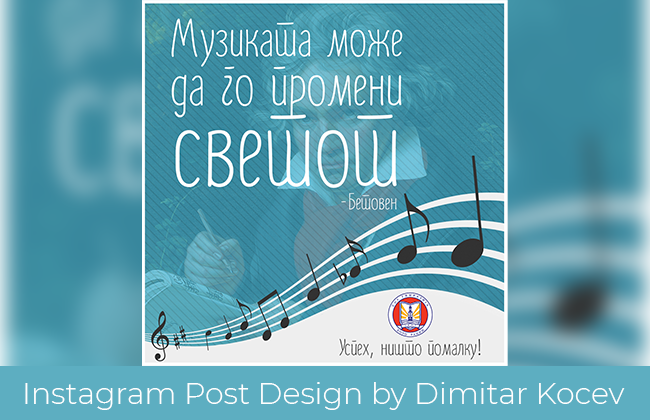 Музиката може
да го промени
светот
-Бетовен
Успех, ништо помалку!
Instagram Post Design by Dimitar Kocev